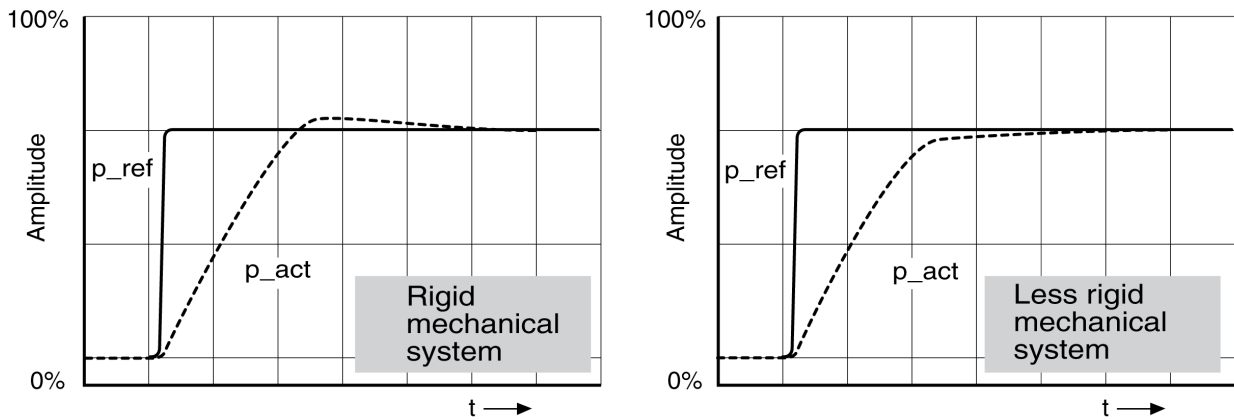 100%
Amplitude
p_ref
p_act
Rigid
mechanical
system
0%
t
100%
Amplitude
p_ref
p_act
Less rigid
mechanical
system
0%
t